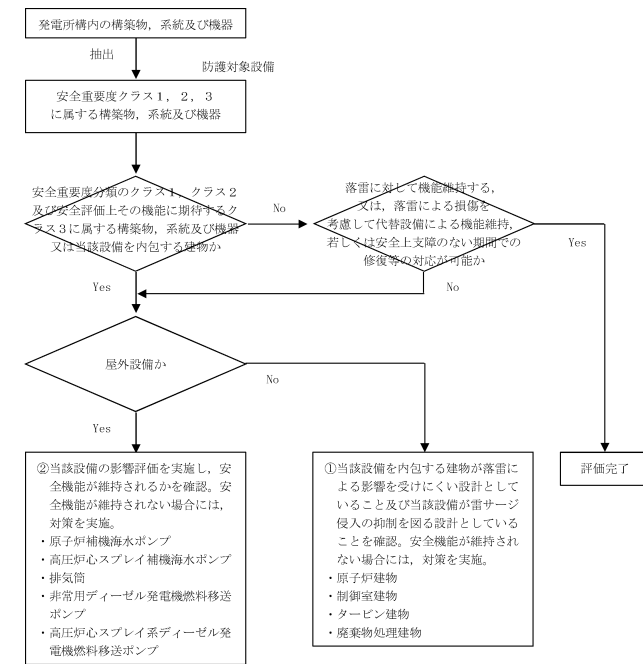 発電所構内の構築物，系統及び機器
抽出
防護対象設備
安全重要度クラス１，２，３
に属する構築物，系統及び機器
安全重要度分類のクラス１，クラス２
及び安全評価上その機能に期待するク
ラス３に属する構築物，系統及び機器
又は当該設備を内包する建物か
No
落雷に対して機能維持する，
又は，落雷による損傷を
考慮して代替設備による機能維持，
若しくは安全上支障のない期間での
修復等の対応が可能か
Yes
Yes
No
屋外設備か
No
Yes
②当該設備の影響評価を実施し，安
全機能が維持されるかを確認。安
全機能が維持されない場合には，
対策を実施。
・原子炉補機海水ポンプ
・高圧炉心スプレイ補機海水ポンプ
・排気筒
・非常用ディーゼル発電機燃料移送
ポンプ
・高圧炉心スプレイ系ディーゼル発
電機燃料移送ポンプ
①当該設備を内包する建物が落雷に
よる影響を受けにくい設計として
いること及び当該設備が雷サージ
侵入の抑制を図る設計としている
ことを確認。安全機能が維持され
ない場合には，対策を実施。
・原子炉建物
・制御室建物
・タービン建物
・廃棄物処理建物
評価完了